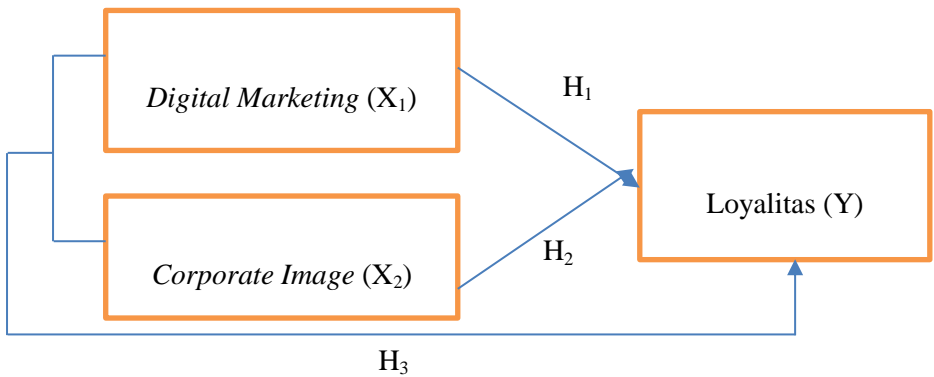 Digital Marketing (X₁)
H₁
Loyalitas (Y)
H₂
Corporate Image (X₂)
H₃